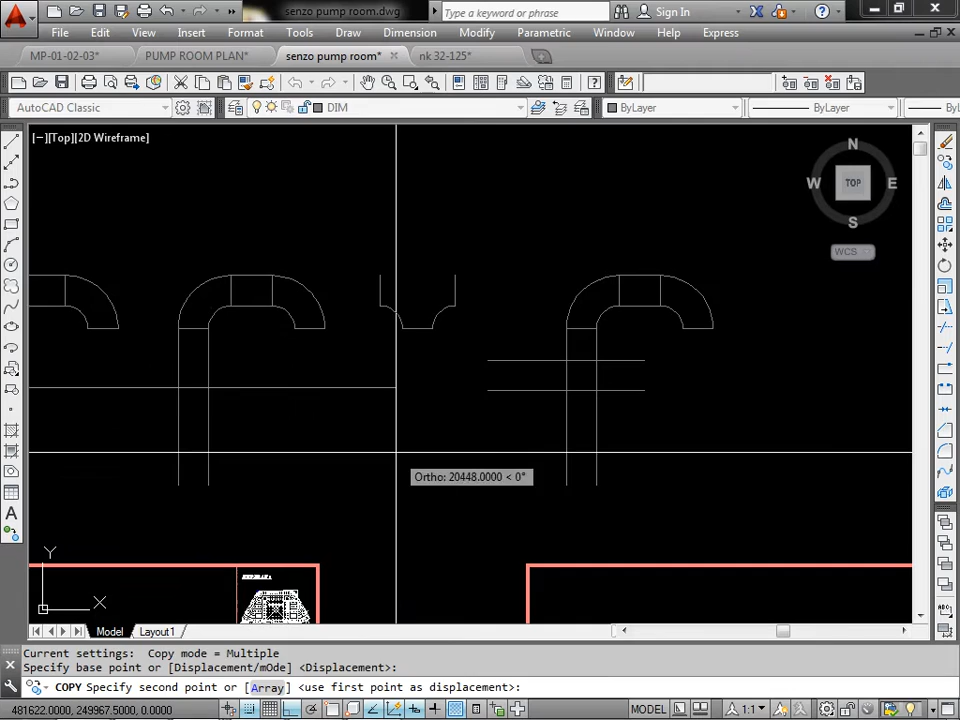 senzo pump room.dwg
Type a keyword or phrase
Sign In
File Edit View Insert Format Tools Draw Dimension Modify Parametric Window Help Express
MP-01-02-03*
PUMP ROOM PLAN*
senzo pump room*
nk 32-125*
AutoCAD Classic
DIM
ByLayer
ByLayer
ByL
[−][Top][2D Wireframe]
N
W
TOP
E
S
WCS
Ortho: 20448.0000 < 0°
Y
X
Model
Layout1
Current settings: Copy mode = Multiple
Specify base point or [Displacement/mOde] <Displacement>:
COPY Specify second point or [Array] <use first point as displacement>:
481622.0000, 249967.5000, 0.0000
MODEL
1:1